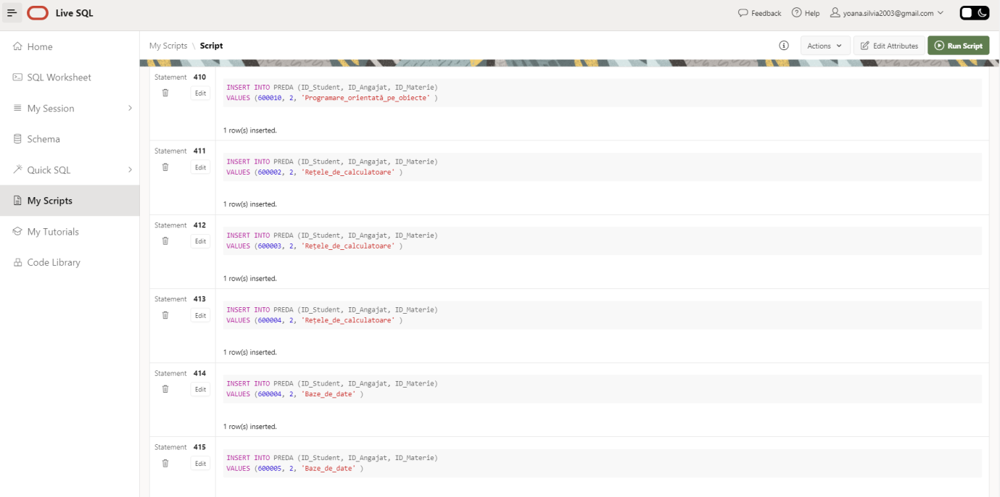 Live SQL
Feedback
Help
yoana.silvia2003@gmail.com
Home
SQL Worksheet
My Session
Schema
Quick SQL
My Scripts
My Tutorials
Code Library
My Scripts \ Script
Actions
Edit Attributes
Run Script
Statement 410
Edit
INSERT INTO PREDA (ID_Student, ID_Angajat, ID_Materie)
VALUES (600010, 2, 'Programare_orientată_pe_obiecte' )
1 row(s) inserted.
Statement 411
Edit
INSERT INTO PREDA (ID_Student, ID_Angajat, ID_Materie)
VALUES (600002, 2, 'Rețele_de_calculatoare' )
1 row(s) inserted.
Statement 412
Edit
INSERT INTO PREDA (ID_Student, ID_Angajat, ID_Materie)
VALUES (600003, 2, 'Rețele_de_calculatoare' )
1 row(s) inserted.
Statement 413
Edit
INSERT INTO PREDA (ID_Student, ID_Angajat, ID_Materie)
VALUES (600004, 2, 'Rețele_de_calculatoare' )
1 row(s) inserted.
Statement 414
Edit
INSERT INTO PREDA (ID_Student, ID_Angajat, ID_Materie)
VALUES (600004, 2, 'Baze_de_date' )
1 row(s) inserted.
Statement 415
Edit
INSERT INTO PREDA (ID_Student, ID_Angajat, ID_Materie)
VALUES (600005, 2, 'Baze_de_date' )